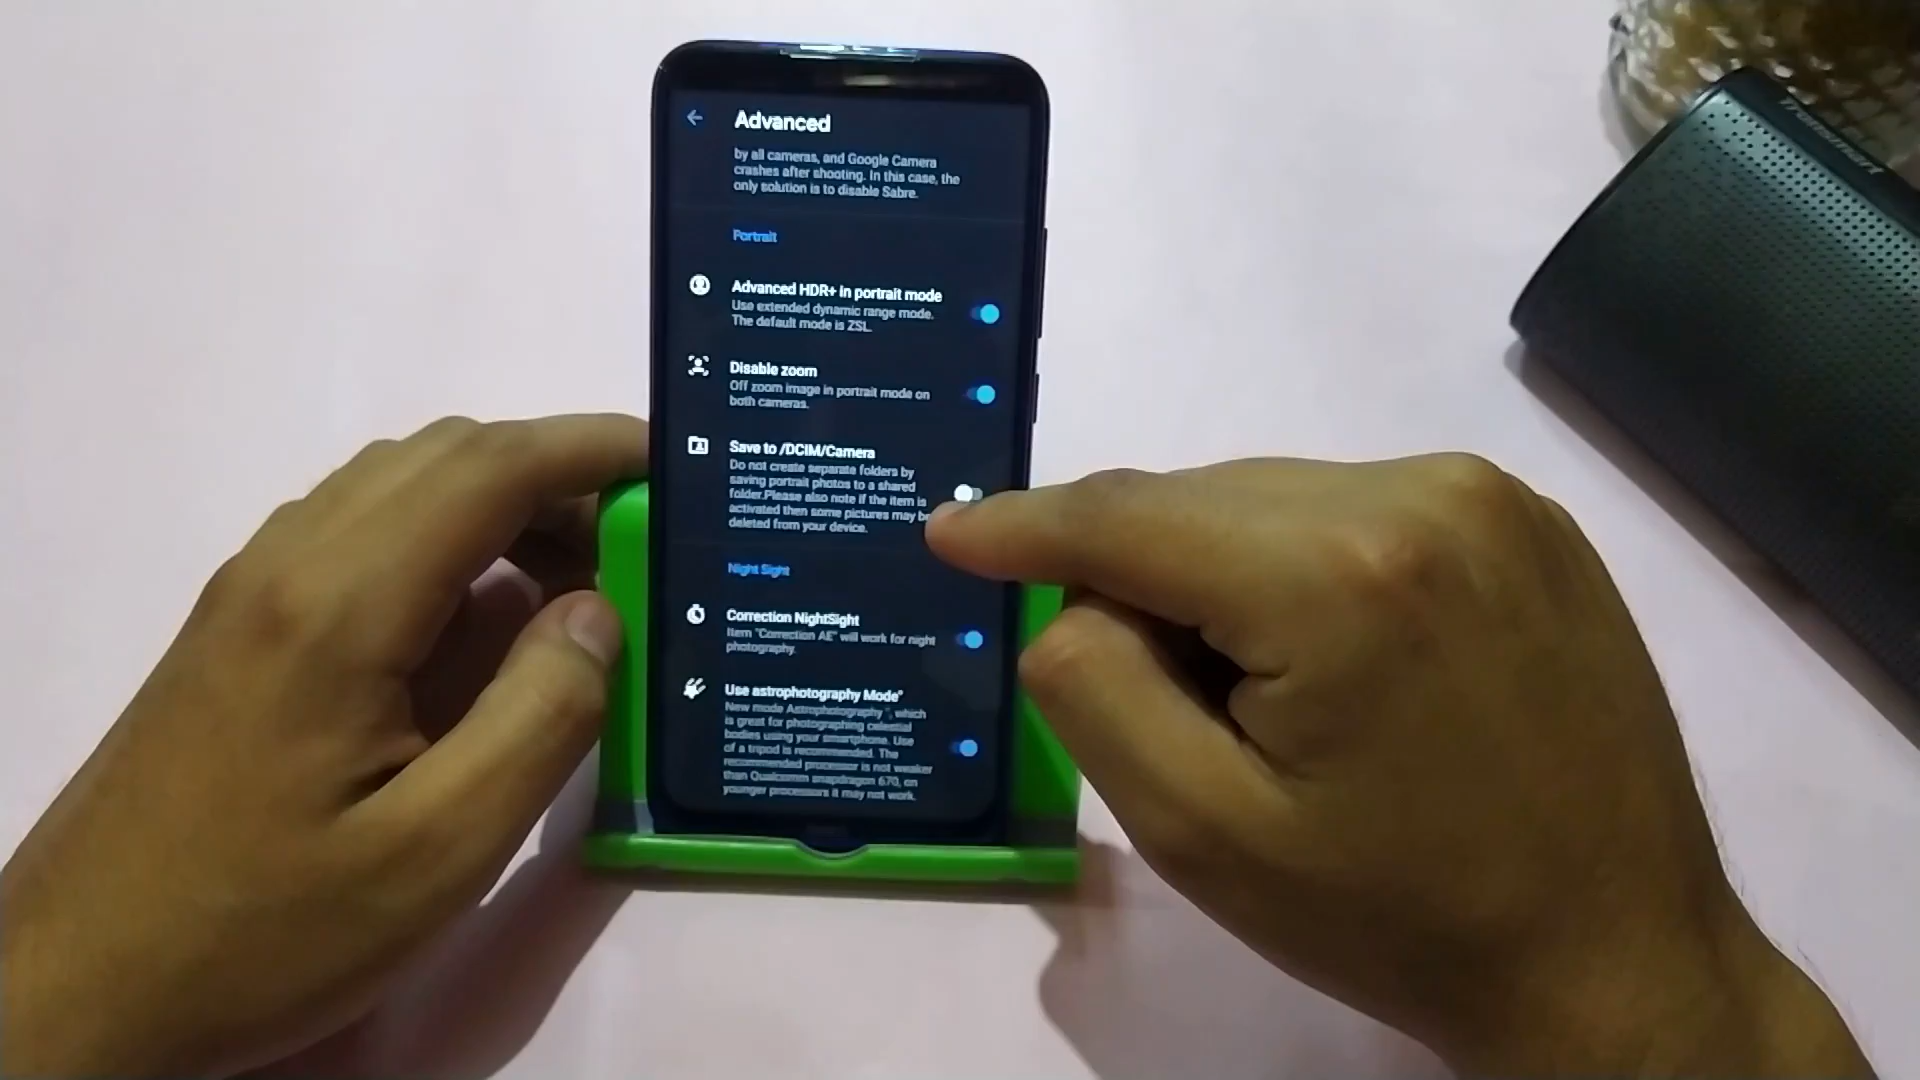 Advanced
by all cameras, and Google Camera
crashes after shooting. In this case, the
only solution is to disable Sabre.
Portrait
Advanced HDR+ in portrait mode
Use extended dynamic range mode.
The default mode is ZSL.
Disable zoom
Off zoom image in portrait mode on
both cameras.
Save to /DCIM/Camera
Do not create separate folders by
saving portrait photos to a shared
folder.Please also note if the item is
activated then some pictures may be
deleted from your device.
Night Sight
Correction NightSight
Item "Correction AE" will work for night
photography.
Use astrophotography Mode"
New mode Astrophotography ", which
is great for photographing celestial
bodies using your smartphone. Use
of a tripod is recommended. The
recommended processor is not weaker
than Qualcomm snapdragon 670, on
younger processors it may not work.
Tronsmart